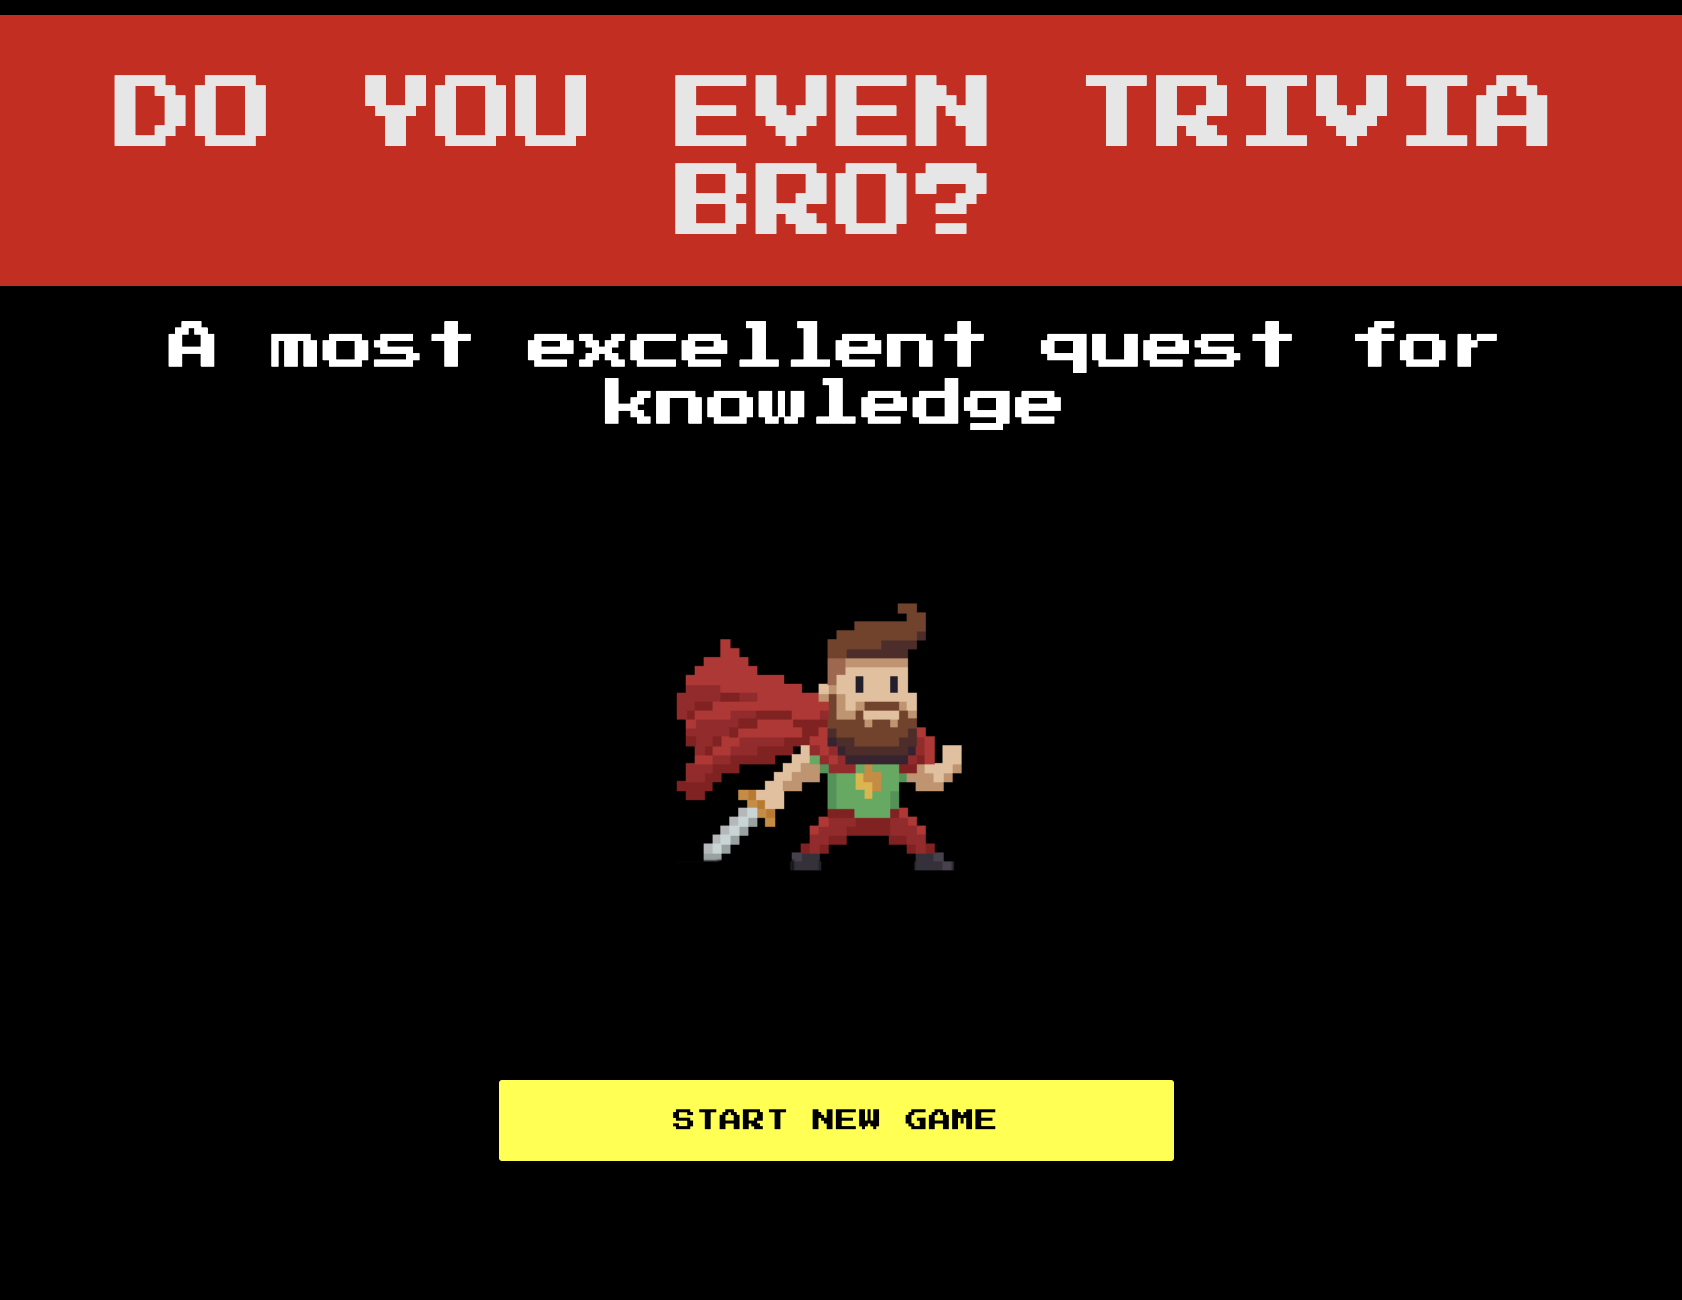 DO YOU EVEN TRIVIA
BRO?
A most excellent quest for
knowledge
START NEW GAME